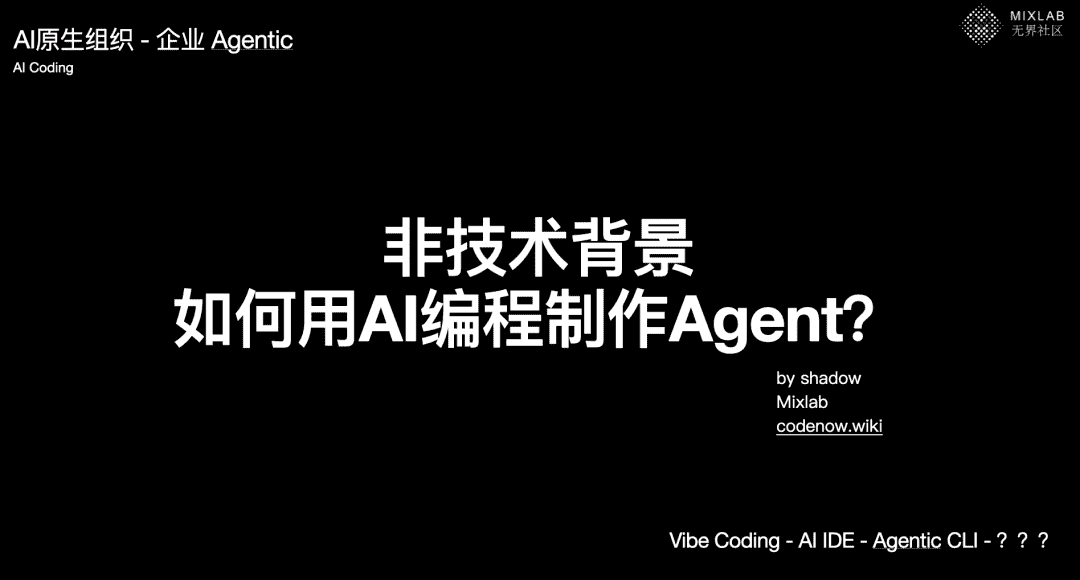 AI原生组织 - 企业 Agentic
AI Coding
MIXLAB
无界社区
非技术背景
如何用AI编程制作Agent？
by shadow
Mixlab
codenow.wiki
Vibe Coding - AI IDE - Agentic CLI - ？？？